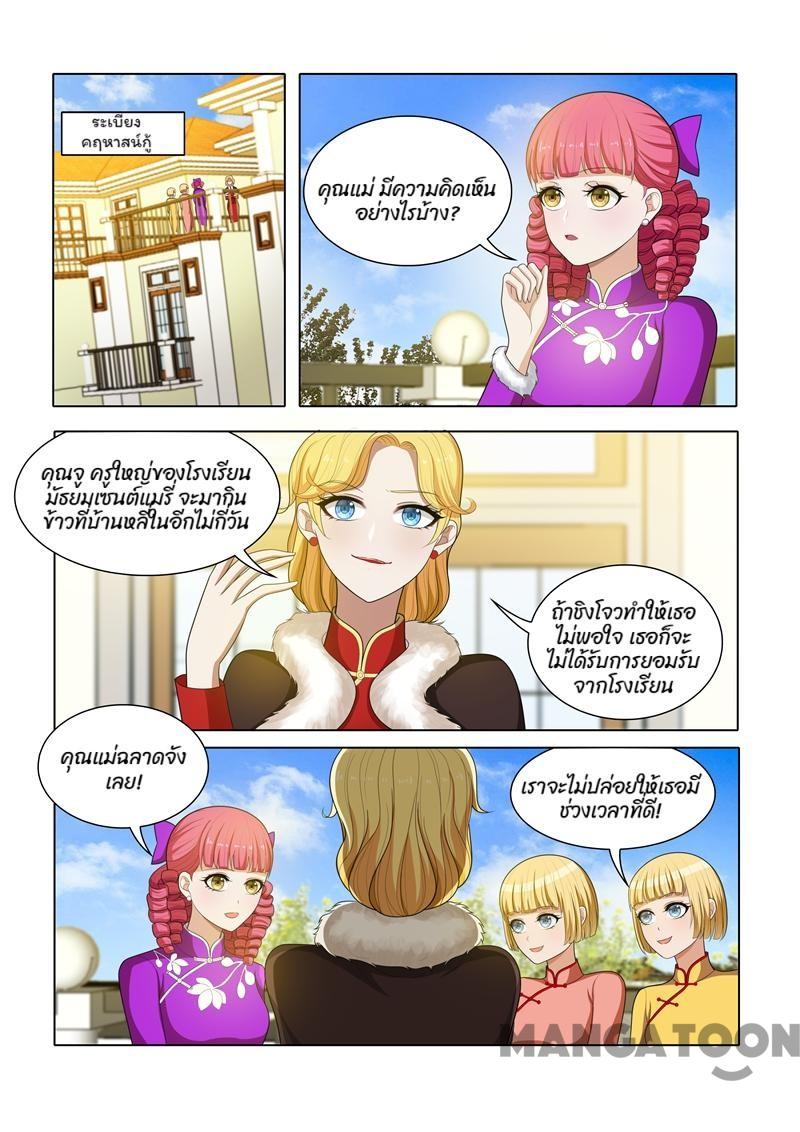 ระเบียง
คฤหาสน์กู้
คุณแม่ มีความคิดเห็น
อย่างไรบ้าง?
คุณจู ครูใหญ่ของโรงเรียน
มัธยมเซนต์แมรี่ จะมากิน
ข้าวที่บ้านหลี่ในอีกไม่กี่วัน
ถ้าชิงโจวทำให้เธอ
ไม่พอใจ เธอก็จะ
ไม่ได้รับการยอมรับ
จากโรงเรียน
คุณแม่ฉลาดจัง
เลย!
เราจะไม่ปล่อยให้เธอมี
ช่วงเวลาที่ดี!
MANGATOON